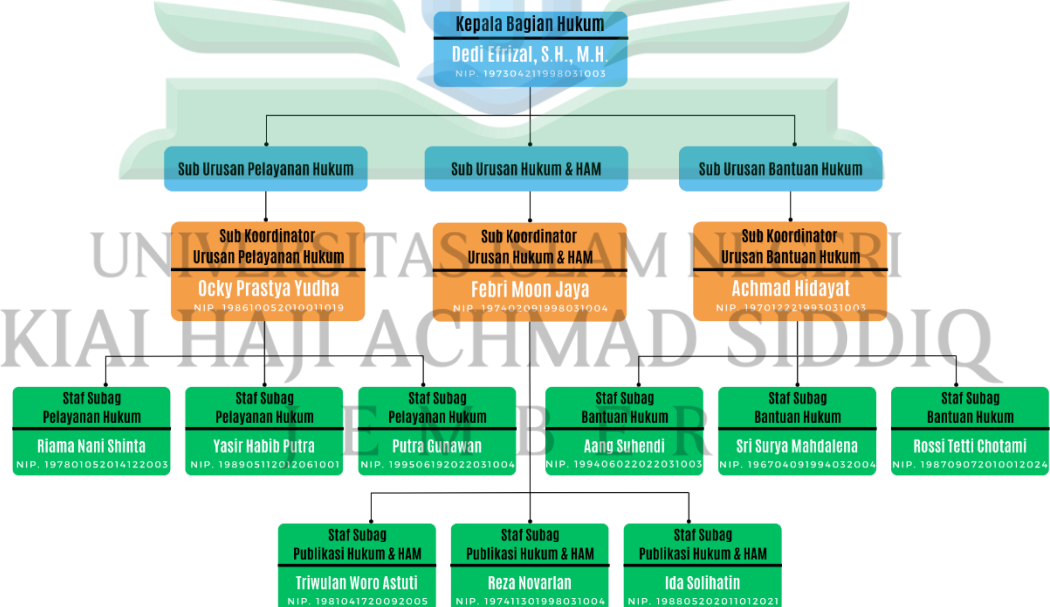 Kepala Bagian Hukum
Dedi Efrizal, S.H., M.H.
NIP. 197304211998031003
Sub Urusan Pelayanan Hukum
Sub Urusan Hukum & HAM
Sub Urusan Bantuan Hukum
Sub Koordinator
Urusan Pelayanan Hukum
Ocky Prastya Yudha
NIP. 198610052010011019
Sub Koordinator
Urusan Hukum & HAM
Febri Moon Jaya
NIP. 197402091998031004
Sub Koordinator
Urusan Bantuan Hukum
Achmad Hidayat
NIP. 197012221993031003
UNIVERSITAS ISLAM NEGERI
KIAI HAJI ACHMAD SIDDIQ
JEMBER
Staf Subag
Pelayanan Hukum
Riama Nani Shinta
NIP. 197801052014122003
Staf Subag
Pelayanan Hukum
Yasir Habib Putra
NIP. 198905112012061001
Staf Subag
Pelayanan Hukum
Putra Gunawan
NIP. 199506192022031004
Staf Subag
Bantuan Hukum
Aang Suhendi
NIP. 199406022022031003
Staf Subag
Bantuan Hukum
Sri Surya Mahdalena
NIP. 196704091994032004
Staf Subag
Bantuan Hukum
Rossi Tetti Chotami
NIP. 198709072010012024
Staf Subag
Publikasi Hukum & HAM
Triwulan Woro Astuti
NIP. 1981041720092005
Staf Subag
Publikasi Hukum & HAM
Reza Novarlan
NIP. 197411301998031004
Staf Subag
Publikasi Hukum & HAM
Ida Solihatin
NIP. 198805202011012021